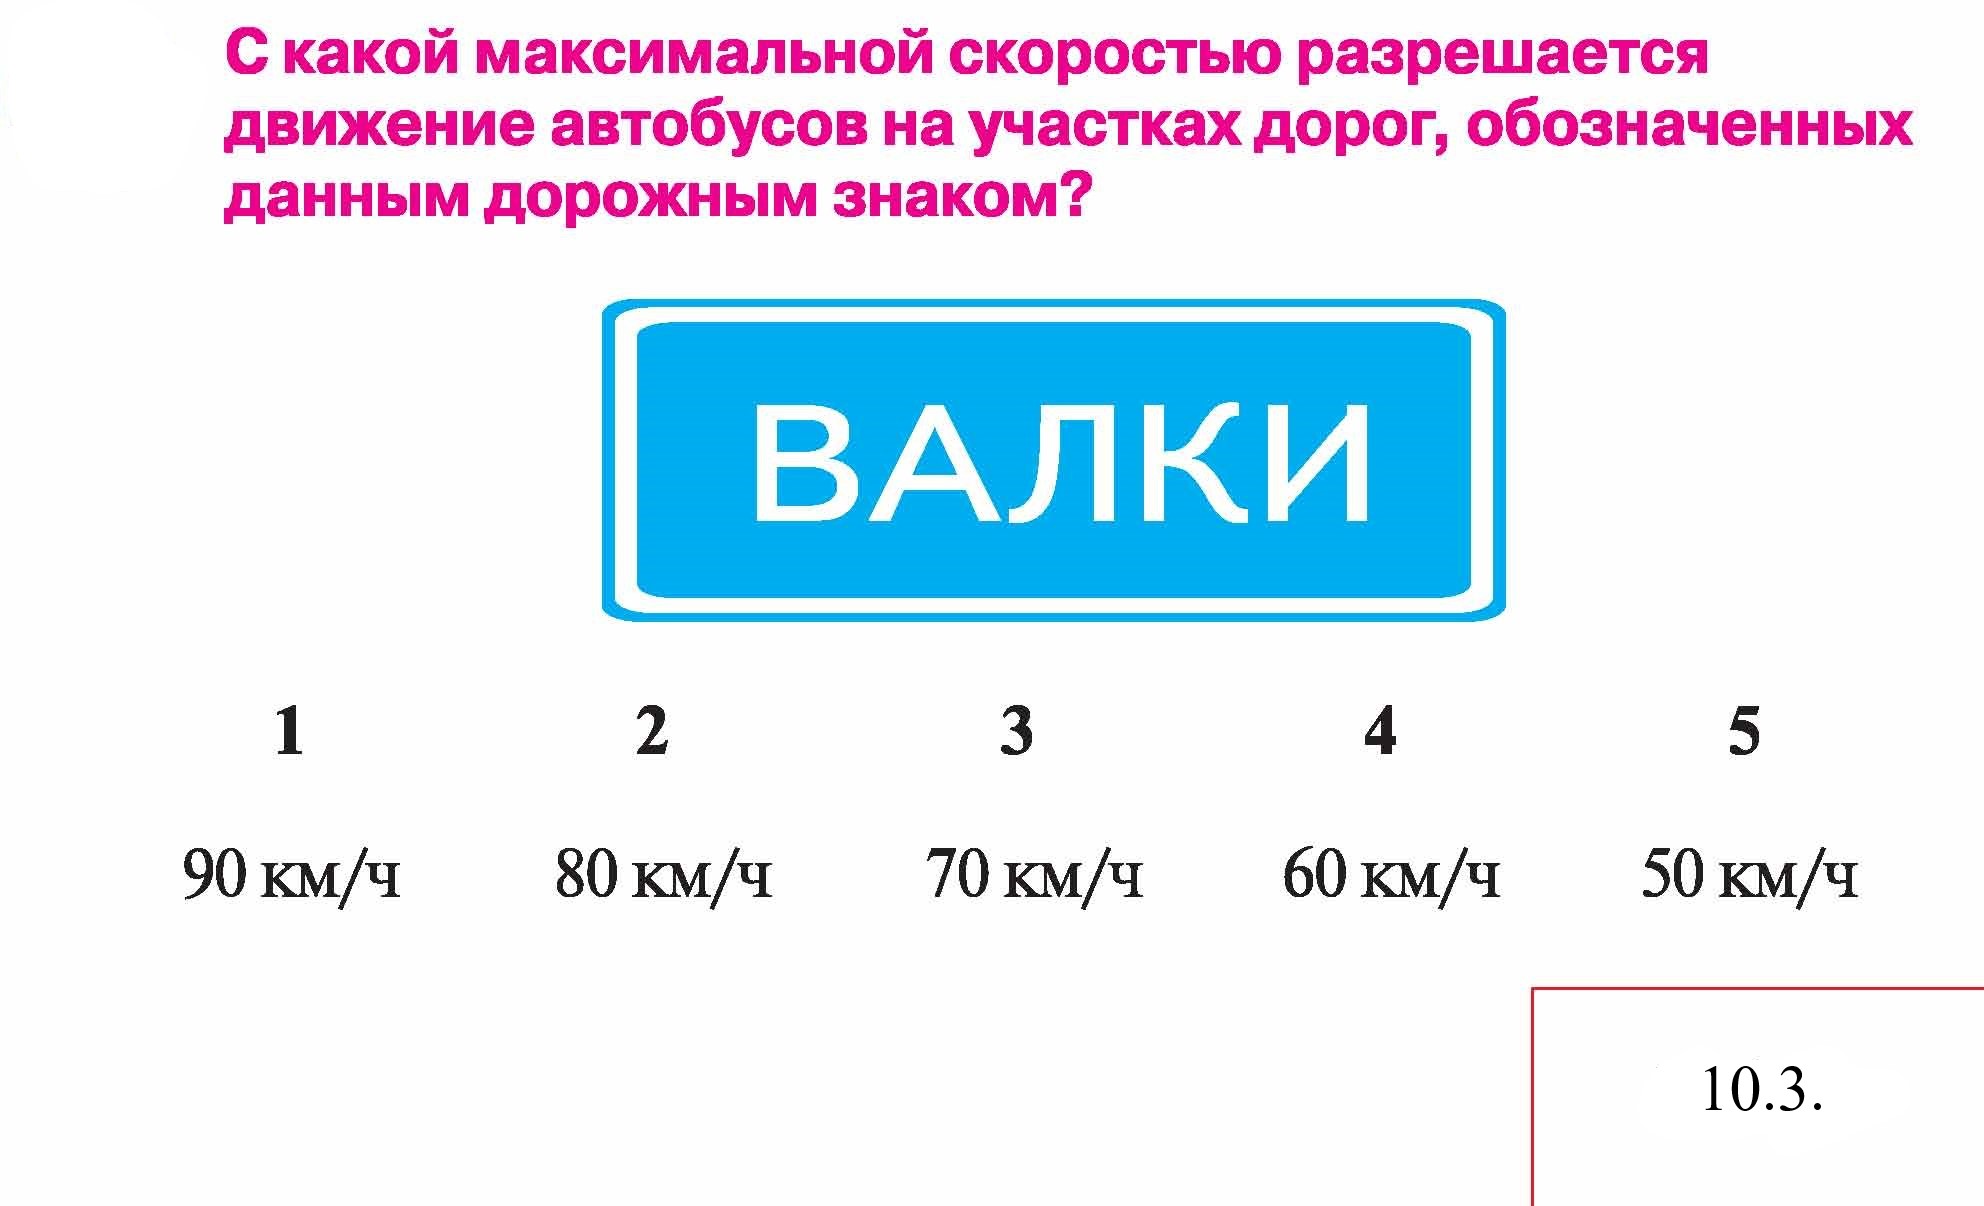 С какой максимальной скоростью разрешается
движение автобусов на участках дорог, обозначенных
данным дорожным знаком?
ВАЛКИ
1 2 3 4 5
90 км/ч 80 км/ч 70 км/ч 60 км/ч 50 км/ч
10.3.